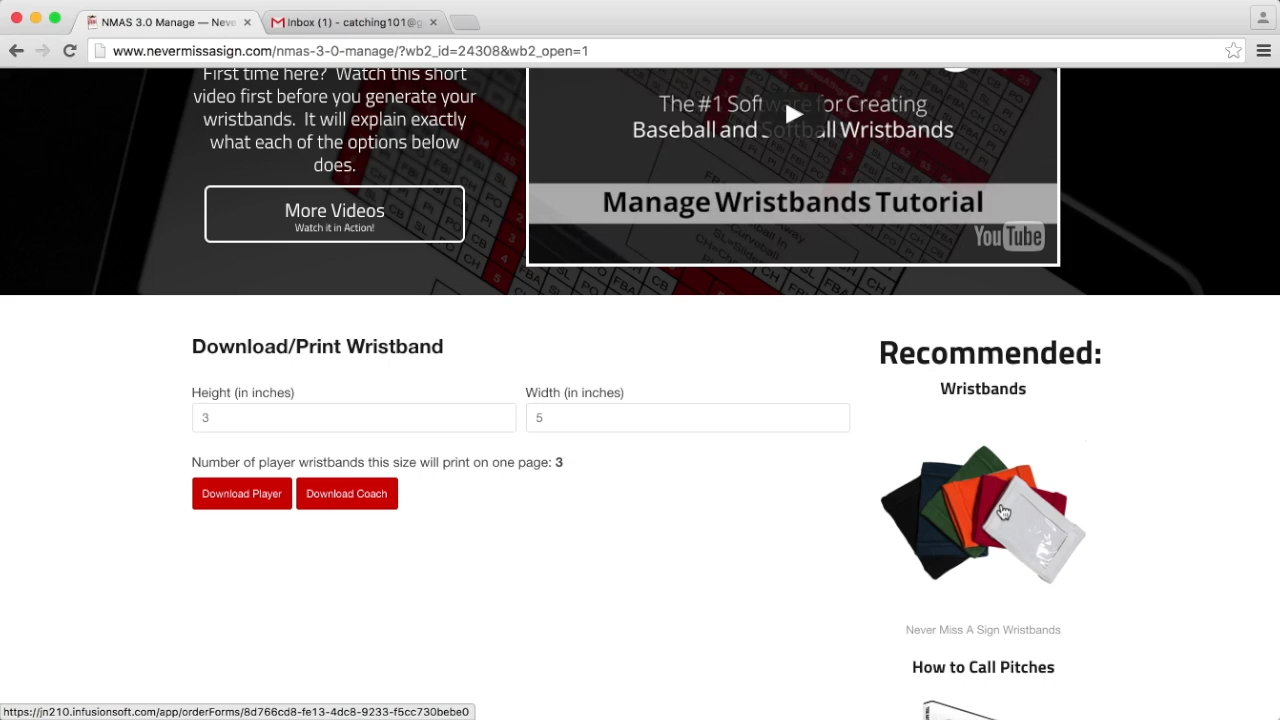 NMAS 3.0 Manage — Neve
Inbox (1) - catching101@g
www.nevermissasign.com/nmas-3-0-manage/?wb2_id=24308&wb2_open=1
First time here? Watch this short
video first before you generate your
wristbands. It will explain exactly
what each of the options below
does.
More Videos
Watch it in Action!
The #1 Software for Creating
Baseball and Softball Wristbands
Manage Wristbands Tutorial
YouTube
Download/Print Wristband
Height (in inches)
Width (in inches)
3
5
Number of player wristbands this size will print on one page: 3
Download Player
Download Coach
Recommended:
Wristbands
Never Miss A Sign Wristbands
How to Call Pitches
https://jn210.infusionsoft.com/app/orderForms/8d766cd8-fe13-4dc8-9233-f5cc730bebe0